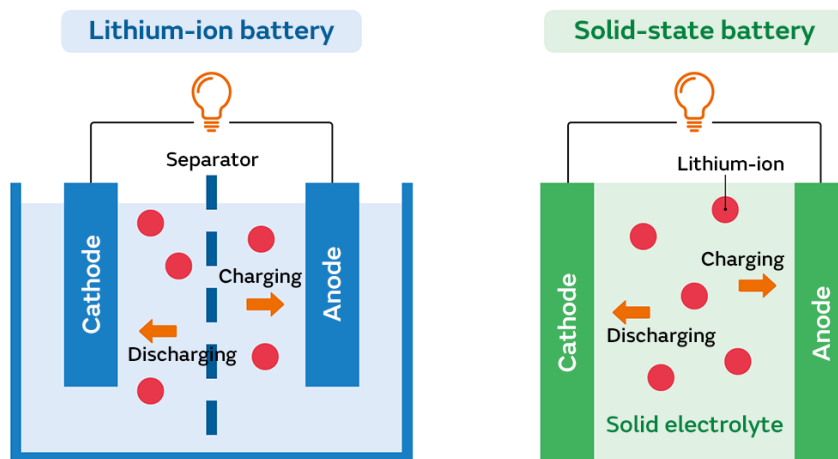 Lithium-ion battery
Separator
Cathode
Charging
Discharging
Anode
Solid-state battery
Lithium-ion
Cathode
Charging
Discharging
Anode
Solid electrolyte